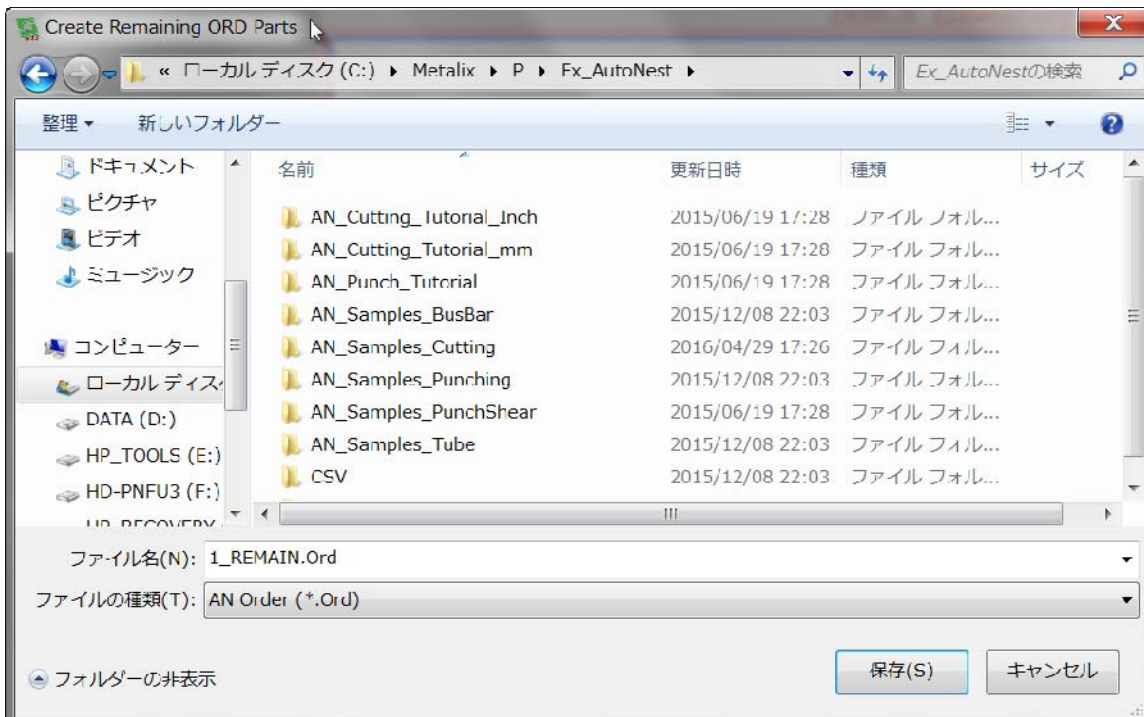 Create Remaining ORD Parts
« ローカル ディスク (C:) ▸ Metalix ▸ P ▸ Ex_AutoNest ▸ Ex_AutoNestの検索
整理 新しいフォルダー
名前 更新日時 種類 サイズ
ドキュメント
ピクチャ
ビデオ
ミュージック
コンピューター
ローカル ディスク
DATA (D:)
HP_TOOLS (E:)
HD-PNFU3 (F:)
HP_RECOVERY
AN_Cutting_Tutorial_Inch 2015/06/19 17:28 ファイル フォル...
AN_Cutting_Tutorial_mm 2015/06/19 17:28 ファイル フォル...
AN_Punch_Tutorial 2015/06/19 17:28 ファイル フォル...
AN_Samples_BusBar 2015/12/08 22:03 ファイル フォル...
AN_Samples_Cutting 2016/04/29 17:26 ファイル フォル...
AN_Samples_Punching 2015/12/08 22:03 ファイル フォル...
AN_Samples_PunchShear 2015/06/19 17:28 ファイル フォル...
AN_Samples_Tube 2015/12/08 22:03 ファイル フォル...
CSV 2015/12/08 22:03 ファイル フォル...
ファイル名(N): 1_REMAIN.Ord
ファイルの種類(T): AN Order (*.Ord)
フォルダーの非表示 保存(S) キャンセル